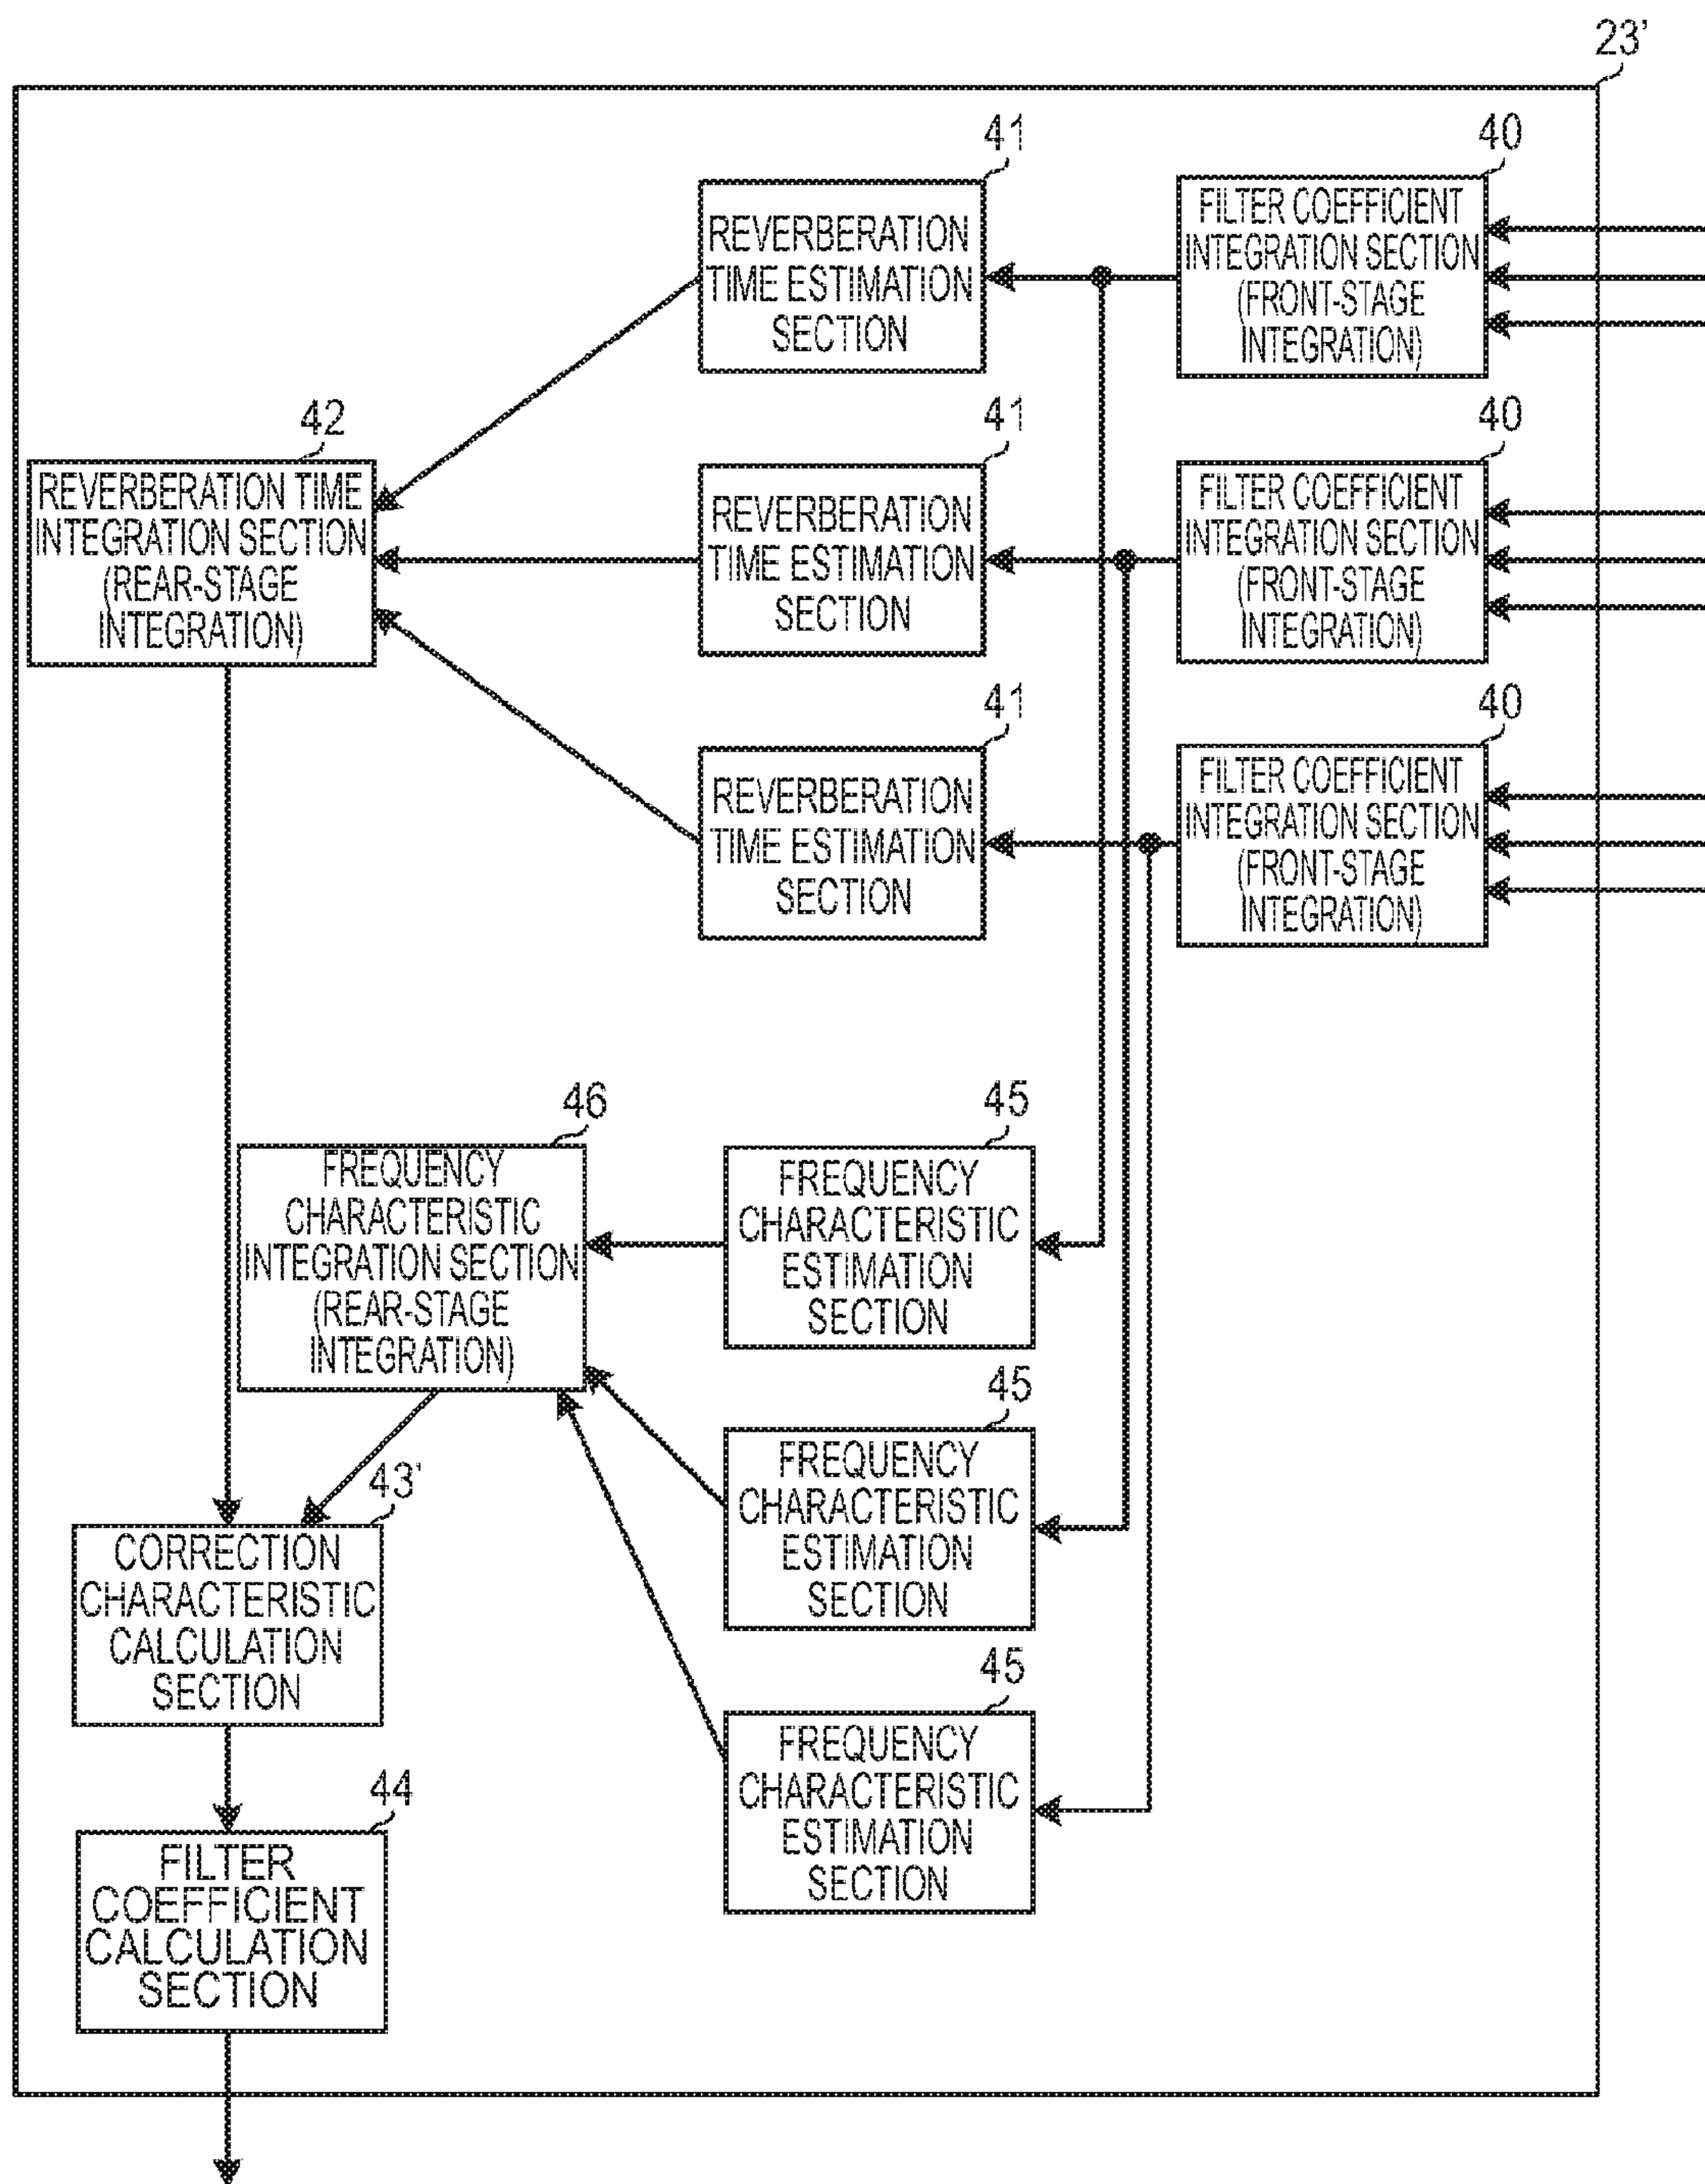 23'
41
REVERBERATION
TIME ESTIMATION
SECTION
40
FILTER COEFFICIENT
INTEGRATION SECTION
(FRONT-STAGE
INTEGRATION)
42
REVERBERATION TIME
INTEGRATION SECTION
(REAR-STAGE
INTEGRATION)
41
REVERBERATION
TIME ESTIMATION
SECTION
40
FILTER COEFFICIENT
INTEGRATION SECTION
(FRONT-STAGE
INTEGRATION)
41
REVERBERATION
TIME ESTIMATION
SECTION
40
FILTER COEFFICIENT
INTEGRATION SECTION
(FRONT-STAGE
INTEGRATION)
46
FREQUENCY
CHARACTERISTIC
INTEGRATION SECTION
(REAR-STAGE
INTEGRATION)
45
FREQUENCY
CHARACTERISTIC
ESTIMATION
SECTION
45
FREQUENCY
CHARACTERISTIC
ESTIMATION
SECTION
43'
CORRECTION
CHARACTERISTIC
CALCULATION
SECTION
45
FREQUENCY
CHARACTERISTIC
ESTIMATION
SECTION
44
FILTER
COEFFICIENT
CALCULATION
SECTION